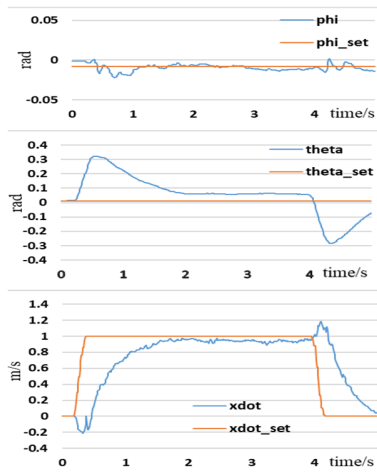 0.05
phi
phi_set
rad
0
-0.05
0 1 2 3 4 time/s
0.4
theta
0.3
theta_set
0.2
rad
0.1
0
-0.1
-0.2
-0.3
-0.4
0 1 2 3 4 time/s
1.4
1.2
1
0.8
m/s
0.6
0.4
0.2
xdot
0
xdot_set
-0.2
-0.4
0 1 2 3 4 time/s